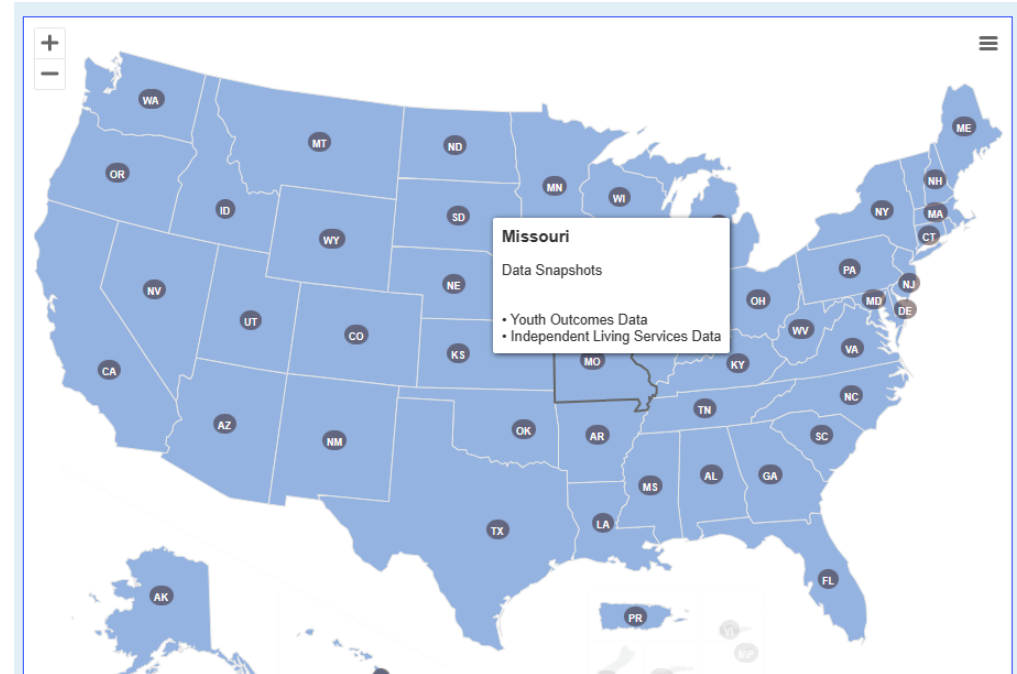 +
−
WA
MT
ND
ME
OR
ID
WY
SD
MN
WI
NY
NH
MA
CT
Missouri
Data Snapshots
• Youth Outcomes Data
• Independent Living Services Data
NV
UT
CO
NE
KS
CA
AZ
NM
OK
TX
MO
AR
LA
MS
AL
GA
TN
KY
OH
WV
PA
NJ
MD
DE
VA
NC
SC
FL
AK
PR
VI
MP